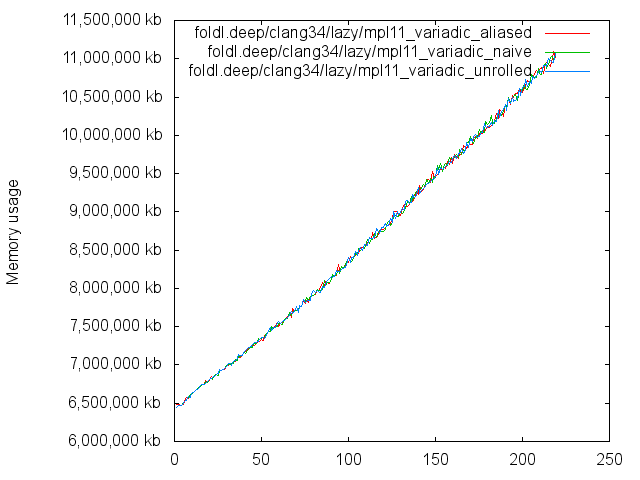 11,500,000 kb
11,000,000 kb
10,500,000 kb
10,000,000 kb
9,500,000 kb
9,000,000 kb
8,500,000 kb
8,000,000 kb
7,500,000 kb
7,000,000 kb
6,500,000 kb
6,000,000 kb
Memory usage
foldl.deep/clang34/lazy/mpl11_variadic_aliased
foldl.deep/clang34/lazy/mpl11_variadic_naive
foldl.deep/clang34/lazy/mpl11_variadic_unrolled
0 50 100 150 200 250